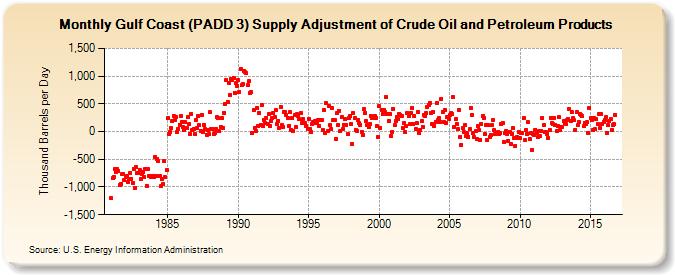 Monthly Gulf Coast (PADD 3) Supply Adjustment of Crude Oil and Petroleum Products
Thousand Barrels per Day
1,500
1,000
500
0
-500
-1,000
-1,500
1985 1990 1995 2000 2005 2010 2015
Source: U.S. Energy Information Administration